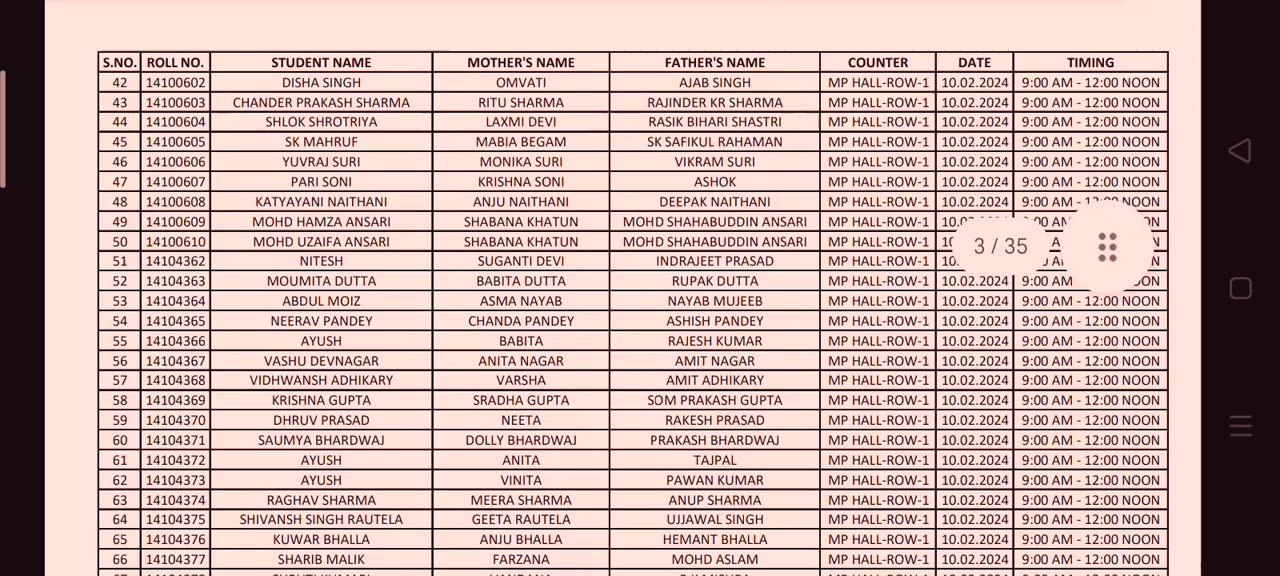 S.NO. ROLL NO. STUDENT NAME MOTHER'S NAME FATHER'S NAME COUNTER DATE TIMING
42 14100602 DISHA SINGH OMVATI AJAB SINGH MP HALL-ROW-1 10.02.2024 9:00 AM - 12:00 NOON
43 14100603 CHANDER PRAKASH SHARMA RITU SHARMA RAJINDER KR SHARMA MP HALL-ROW-1 10.02.2024 9:00 AM - 12:00 NOON
44 14100604 SHLOK SHROTRIYA LAXMI DEVI RASIK BIHARI SHASTRI MP HALL-ROW-1 10.02.2024 9:00 AM - 12:00 NOON
45 14100605 SK MAHRUF MABIA BEGAM SK SAFIKUL RAHAMAN MP HALL-ROW-1 10.02.2024 9:00 AM - 12:00 NOON
46 14100606 YUVRAJ SURI MONIKA SURI VIKRAM SURI MP HALL-ROW-1 10.02.2024 9:00 AM - 12:00 NOON
47 14100607 PARI SONI KRISHNA SONI ASHOK MP HALL-ROW-1 10.02.2024 9:00 AM - 12:00 NOON
48 14100608 KATYAYANI NAITHANI ANJU NAITHANI DEEPAK NAITHANI MP HALL-ROW-1 10.02.2024 9:00 AM - 12:00 NOON
49 14100609 MOHD HAMZA ANSARI SHABANA KHATUN MOHD SHAHABUDDIN ANSARI MP HALL-ROW-1
50 14100610 MOHD UZAIFA ANSARI SHABANA KHATUN MOHD SHAHABUDDIN ANSARI MP HALL-ROW-1
3 / 35
51 14104362 NITESH SUGANTI DEVI INDRAJEET PRASAD MP HALL-ROW-1 NOON
52 14104363 MOUMITA DUTTA BABITA DUTTA RUPAK DUTTA MP HALL-ROW-1 10.02.2024 9:00 AM NOON
53 14104364 ABDUL MOIZ ASMA NAYAB NAYAB MUJEEB MP HALL-ROW-1 10.02.2024 9:00 AM - 12:00 NOON
54 14104365 NEERAV PANDEY CHANDA PANDEY ASHISH PANDEY MP HALL-ROW-1 10.02.2024 9:00 AM - 12:00 NOON
55 14104366 AYUSH BABITA RAJESH KUMAR MP HALL-ROW-1 10.02.2024 9:00 AM - 12:00 NOON
56 14104367 VASHU DEVNAGAR ANITA NAGAR AMIT NAGAR MP HALL-ROW-1 10.02.2024 9:00 AM - 12:00 NOON
57 14104368 VIDHWANSH ADHIKARY VARSHA AMIT ADHIKARY MP HALL-ROW-1 10.02.2024 9:00 AM - 12:00 NOON
58 14104369 KRISHNA GUPTA SRADHA GUPTA SOM PRAKASH GUPTA MP HALL-ROW-1 10.02.2024 9:00 AM - 12:00 NOON
59 14104370 DHRUV PRASAD NEETA RAKESH PRASAD MP HALL-ROW-1 10.02.2024 9:00 AM - 12:00 NOON
60 14104371 SAUMYA BHARDWAJ DOLLY BHARDWAJ PRAKASH BHARDWAJ MP HALL-ROW-1 10.02.2024 9:00 AM - 12:00 NOON
61 14104372 AYUSH ANITA TAJPAL MP HALL-ROW-1 10.02.2024 9:00 AM - 12:00 NOON
62 14104373 AYUSH VINITA PAWAN KUMAR MP HALL-ROW-1 10.02.2024 9:00 AM - 12:00 NOON
63 14104374 RAGHAV SHARMA MEERA SHARMA ANUP SHARMA MP HALL-ROW-1 10.02.2024 9:00 AM - 12:00 NOON
64 14104375 SHIVANSH SINGH RAUTELA GEETA RAUTELA UJJAWAL SINGH MP HALL-ROW-1 10.02.2024 9:00 AM - 12:00 NOON
65 14104376 KUWAR BHALLA ANJU BHALLA HEMANT BHALLA MP HALL-ROW-1 10.02.2024 9:00 AM - 12:00 NOON
66 14104377 SHARIB MALIK FARZANA MOHD ASLAM MP HALL-ROW-1 10.02.2024 9:00 AM - 12:00 NOON